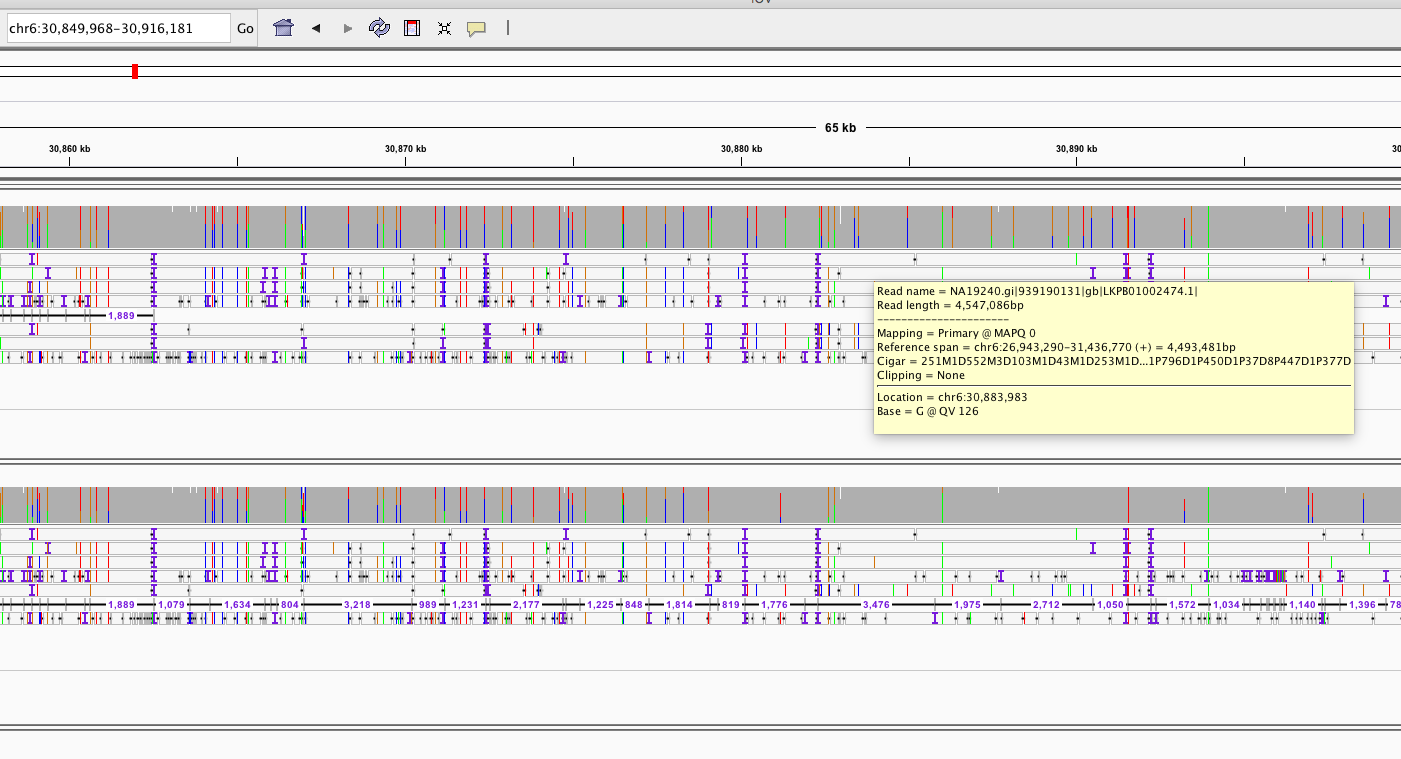 IGV
chr6:30,849,968-30,916,181 Go
65 kb
30,860 kb 30,870 kb 30,880 kb 30,890 kb 30
1,889
Read name = NA19240.gi|939190131|gb|LKPB01002474.1|
Read length = 4,547,086bp
----------------------
Mapping = Primary @ MAPQ 0
Reference span = chr6:26,943,290-31,436,770 (+) = 4,493,481bp
Cigar = 251M1D552M3D103M1D43M1D253M1D...1P796D1P450D1P37D8P447D1P377D
Clipping = None
Location = chr6:30,883,983
Base = G @ QV 126
1,889 1,079 1,634 804 3,218 989 1,231 2,177 1,225 848 1,814 819 1,776 3,476 1,975 2,712 1,050 1,572 1,034 1,140 1,396 78